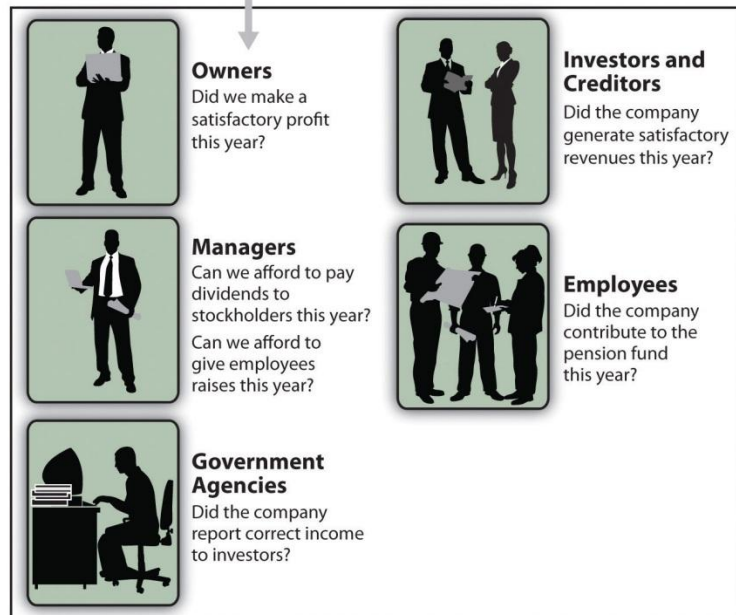 Owners
Did we make a
satisfactory profit
this year?
Investors and
Creditors
Did the company
generate satisfactory
revenues this year?
Managers
Can we afford to pay
dividends to
stockholders this year?
Can we afford to
give employees
raises this year?
Employees
Did the company
contribute to the
pension fund
this year?
Government
Agencies
Did the company
report correct income
to investors?